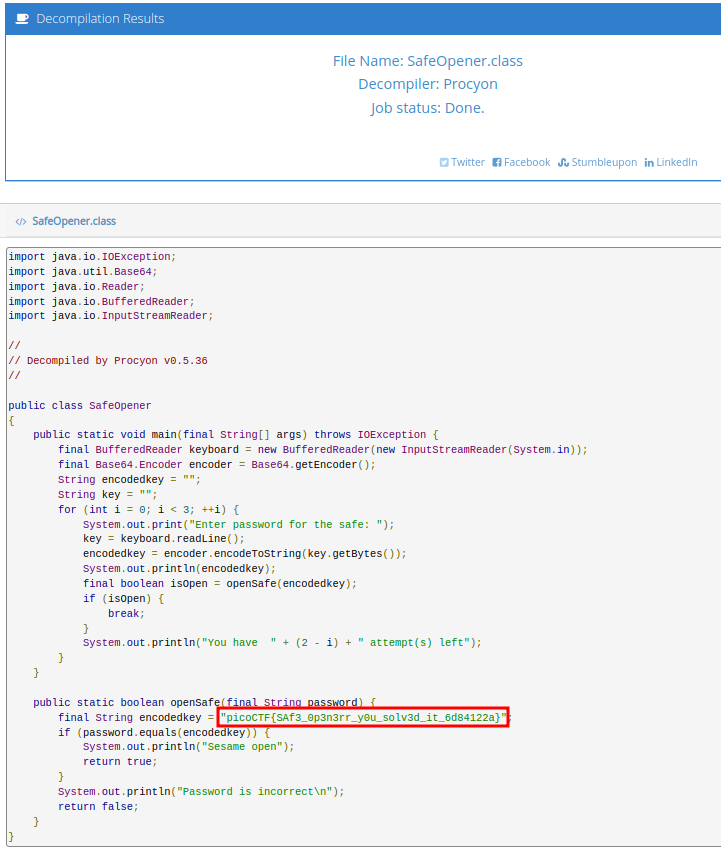 Decompilation Results
File Name: SafeOpener.class
Decompiler: Procyon
Job status: Done.
Twitter Facebook Stumbleupon LinkedIn
</> SafeOpener.class
import java.io.IOException;
import java.util.Base64;
import java.io.Reader;
import java.io.BufferedReader;
import java.io.InputStreamReader;
//
// Decompiled by Procyon v0.5.36
//
public class SafeOpener
{
    public static void main(final String[] args) throws IOException {
        final BufferedReader keyboard = new BufferedReader(new InputStreamReader(System.in));
        final Base64.Encoder encoder = Base64.getEncoder();
        String encodedkey = "";
        String key = "";
        for (int i = 0; i < 3; ++i) {
            System.out.print("Enter password for the safe: ");
            key = keyboard.readLine();
            encodedkey = encoder.encodeToString(key.getBytes());
            System.out.println(encodedkey);
            final boolean isOpen = openSafe(encodedkey);
            if (isOpen) {
                break;
            }
            System.out.println("You have  " + (2 - i) + " attempt(s) left");
        }
    }
    public static boolean openSafe(final String password) {
        final String encodedkey = "picoCTF{SAf3_0p3n3rr_y0u_solv3d_it_6d84122a}";
        if (password.equals(encodedkey)) {
            System.out.println("Sesame open");
            return true;
        }
        System.out.println("Password is incorrect\n");
        return false;
    }
}